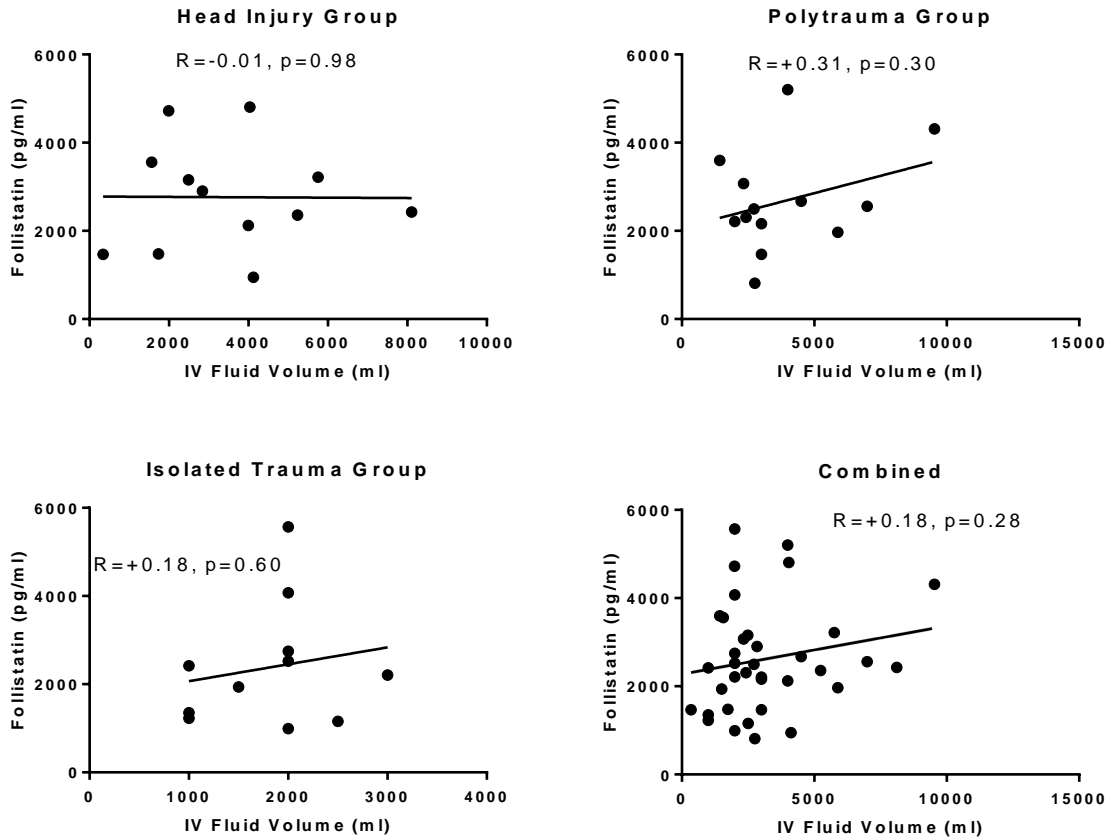 Head Injury Group
R=-0.01, p=0.98
6000
4000
2000
0
Follistatin (pg/ml)
0 2000 4000 6000 8000 10000
IV Fluid Volume (ml)
Polytrauma Group
R=+0.31, p=0.30
6000
4000
2000
0
Follistatin (pg/ml)
0 5000 10000 15000
IV Fluid Volume (ml)
Isolated Trauma Group
R=+0.18, p=0.60
6000
4000
2000
0
Follistatin (pg/ml)
0 1000 2000 3000 4000
IV Fluid Volume (ml)
Combined
R=+0.18, p=0.28
6000
4000
2000
0
Follistatin (pg/ml)
0 5000 10000 15000
IV Fluid Volume (ml)